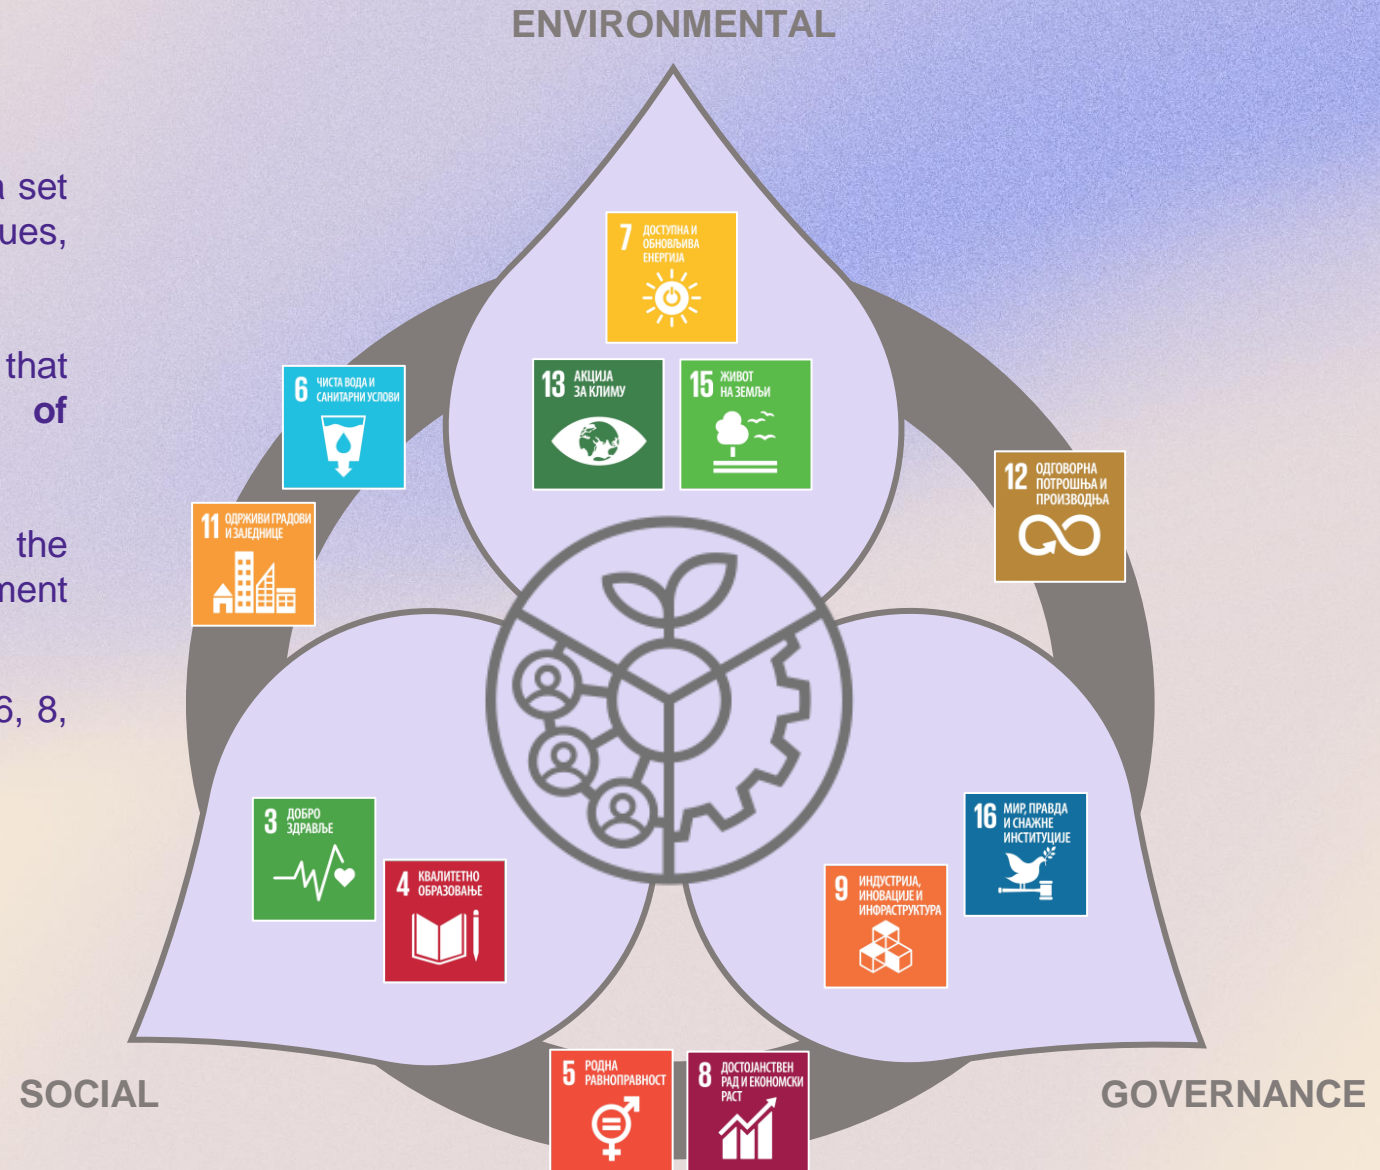 ENVIRONMENTAL
a set
ues,
that
of
the
ment
6, 8,
7 ДОСТУПНА И
ОБНОВЉИВА
ЕНЕРГИЈА
13 АКЦИЈА
ЗА КЛИМУ
15 ЖИВОТ
НА ЗЕМЉИ
6 ЧИСТА ВОДА И
САНИТАРНИ УСЛОВИ
12 ОДГОВОРНА
ПОТРОШЊА И
ПРОИЗВОДЊА
11 ОДРЖИВИ ГРАДОВИ
И ЗАЈЕДНИЦЕ
3 ДОБРО
ЗДРАВЉЕ
4 КВАЛИТЕТНО
ОБРАЗОВАЊЕ
16 МИР, ПРАВДА
И СНАЖНЕ
ИНСТИТУЦИЈЕ
9 ИНДУСТРИЈА,
ИНОВАЦИЈЕ И
ИНФРАСТРУКТУРА
5 РОДНА
РАВНОПРАВНОСТ
8 ДОСТОЈАНСТВЕН
РАД И ЕКОНОМСКИ
РАСТ
SOCIAL
GOVERNANCE